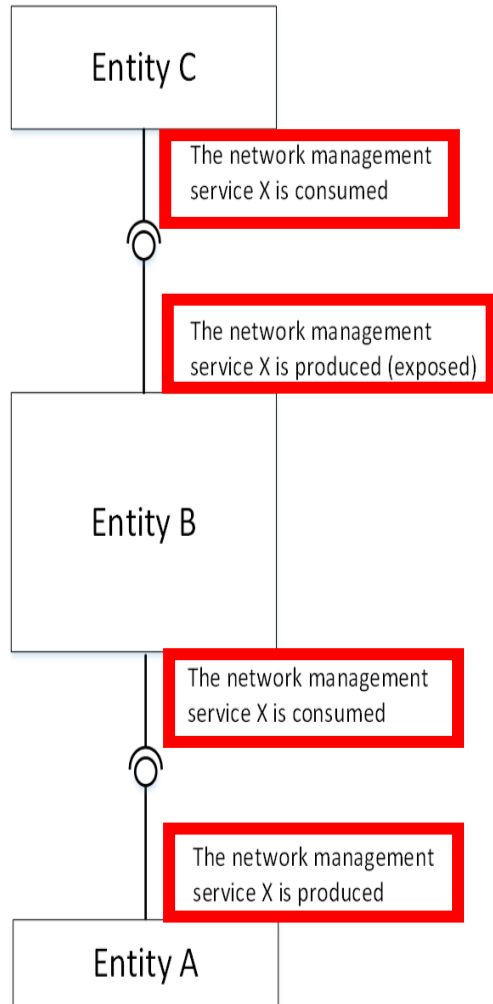 Entity C
The network management
service X is consumed
The network management
service X is produced (exposed)
Entity B
The network management
service X is consumed
The network management
service X is produced
Entity A